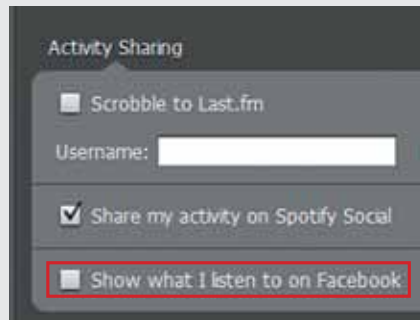 Activity Sharing
Scrobble to Last.fm
Username:
Share my activity on Spotify Social
Show what I listen to on Facebook